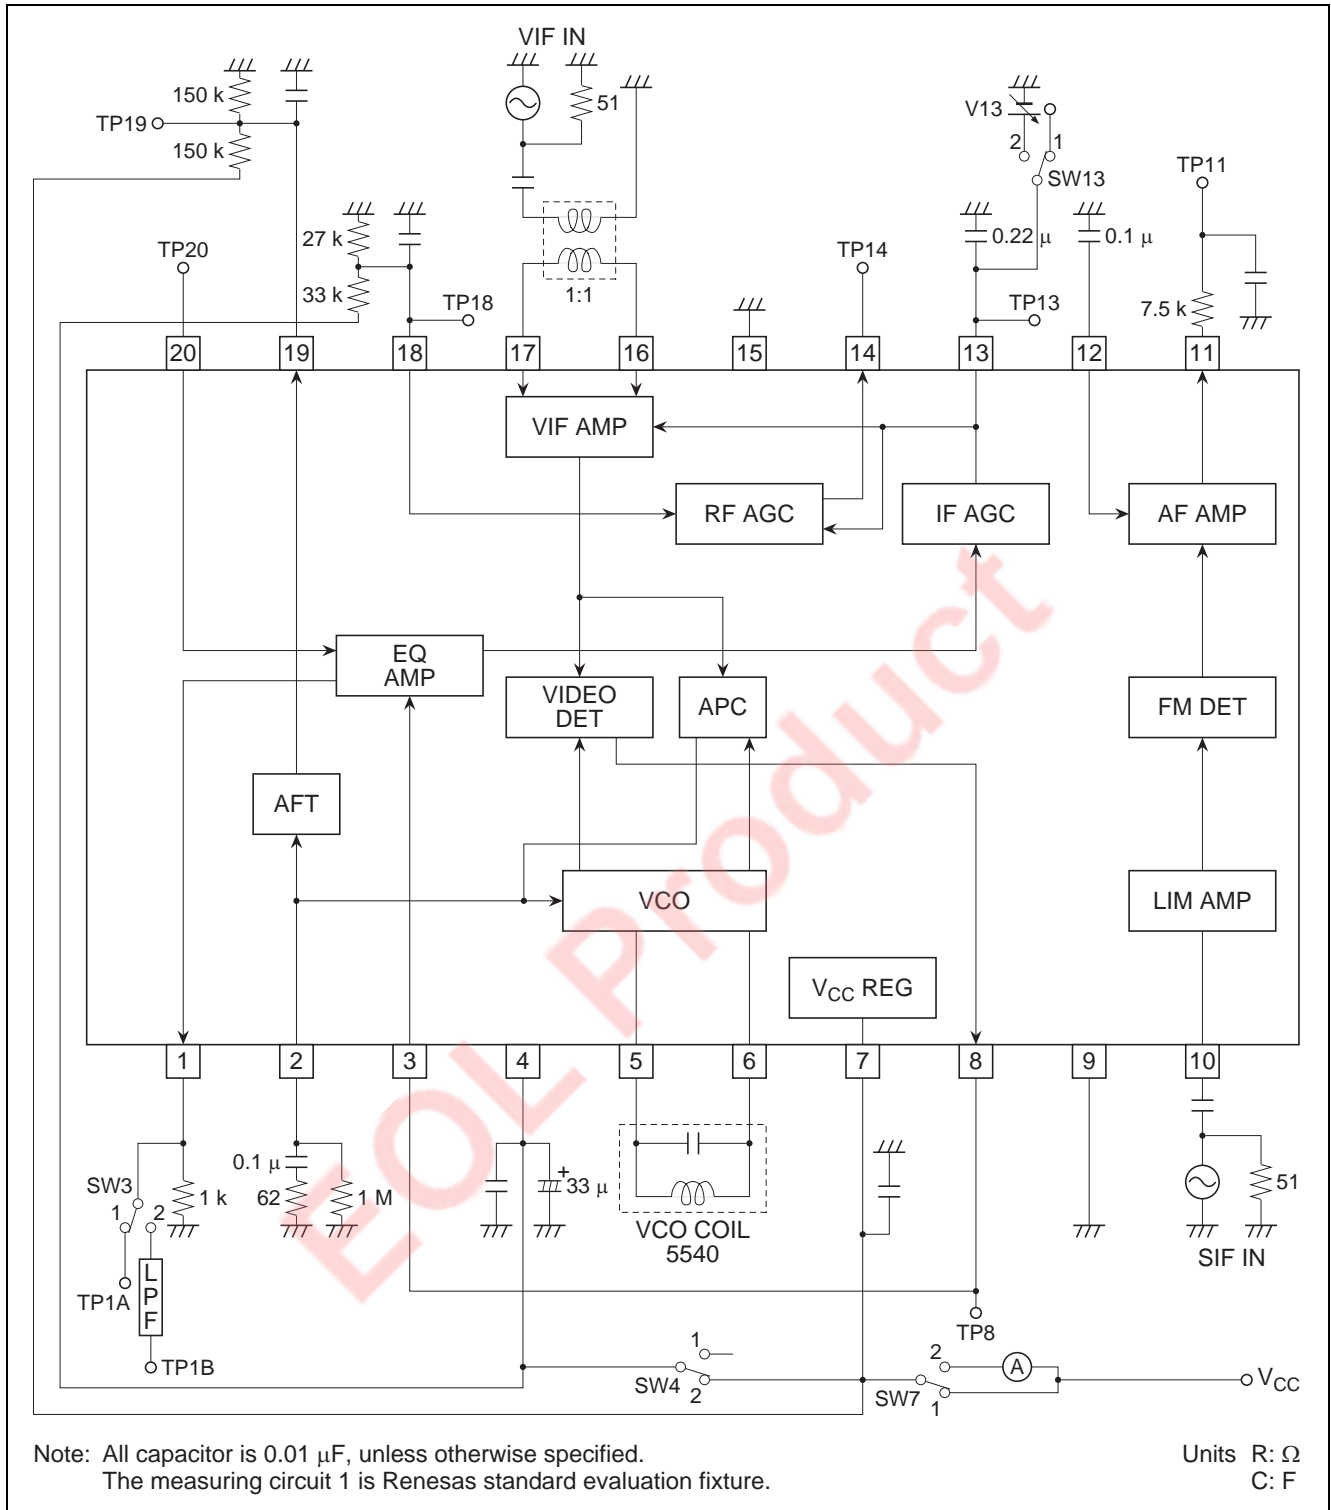 VIF IN
150 k
TP19
150 k
51
V13
2
1
SW13
TP11
TP20
27 k
33 k
TP18
1:1
TP14
0.22 μ
0.1 μ
TP13
7.5 k
20
19
18
17
16
15
14
13
12
11
VIF AMP
RF AGC
IF AGC
AF AMP
EQ
AMP
VIDEO
DET
APC
FM DET
AFT
VCO
LIM AMP
VCC REG
1
2
3
4
5
6
7
8
9
10
SW3
1
2
1 k
0.1 μ
62
1 M
+
33 μ
VCO COIL
5540
51
SIF IN
TP1A
LPF
TP1B
TP8
1
SW4
2
2
A
SW7
1
VCC
Note: All capacitor is 0.01 μF, unless otherwise specified.
The measuring circuit 1 is Renesas standard evaluation fixture.
Units R: Ω
C: F
EOL Product